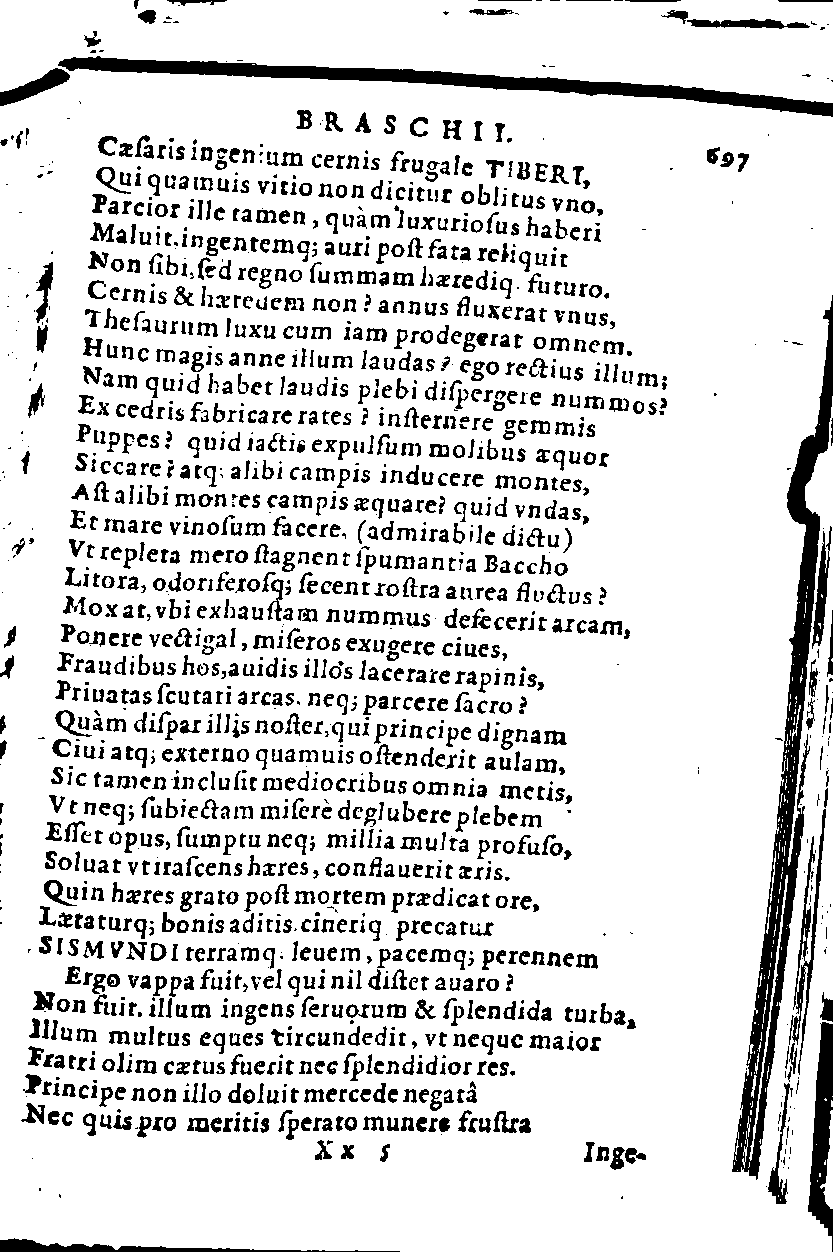 BRASCHII.
697
Cæſaris ingenium cernis frugale TIBERI,
Qui quamuis vitio non dicitur oblitus vno,
Parcior ille tamen, quàm luxurioſus haberi
Maluit, ingentemq; auri poſt fata reliquit
Non ſibi, ſed regno ſummam hærediq. futuro.
Cernis & hæredem non? annus fluxerat vnus,
Theſaurum luxu cum iam prodegerat omnem.
Hunc magis anne illum laudas? ego rectius illum;
Nam quid habet laudis plebi diſpergere nummos?
Ex cedris fabricare rates? inſternere gemmis
Puppes? quid iactis expulſum molibus æquor
Siccare? atq; alibi campis inducere montes,
Aſt alibi montes campis æquare? quid vndas,
Et mare vinoſum facere, (admirabile dictu)
Vt repleta mero ſtagnent ſpumantia Baccho
Litora, odoriferoſq; ſecent roſtra aurea fluctus?
Mox at, vbi exhauſtam nummus defecerit arcam,
Ponere vectigal, miſeros exugere ciues,
Fraudibus hos, auidis illos lacerare rapinis,
Priuatas ſcutari arcas, neq; parcere ſacro?
Quàm diſpar illis noſter, qui principe dignam
Ciui atq; externo quamuis oſtenderit aulam,
Sic tamen incluſit mediocribus omnia metis,
Vt neq; ſubiectam miſerè deglubere plebem
Eſſet opus, ſumptu neq; millia multa profuſo,
Soluat vt iraſcens hæres, conflauerit æris.
Quin hæres grato poſt mortem prædicat ore,
Lætaturq; bonis aditis, cineriq precatur
SISMVNDI terramq. leuem, pacemq; perennem
Ergo vappa fuit, vel qui nil diſtet auaro?
Non fuit. illum ingens ſeruorum & ſplendida turba,
Illum multus eques circundedit, vt neque maior
Fratri olim cætus fuerit nec ſplendidior res.
Principe non illo doluit mercede negatâ
Nec quis pro meritis ſperato munere fruſtra
Xx 5
Inge-